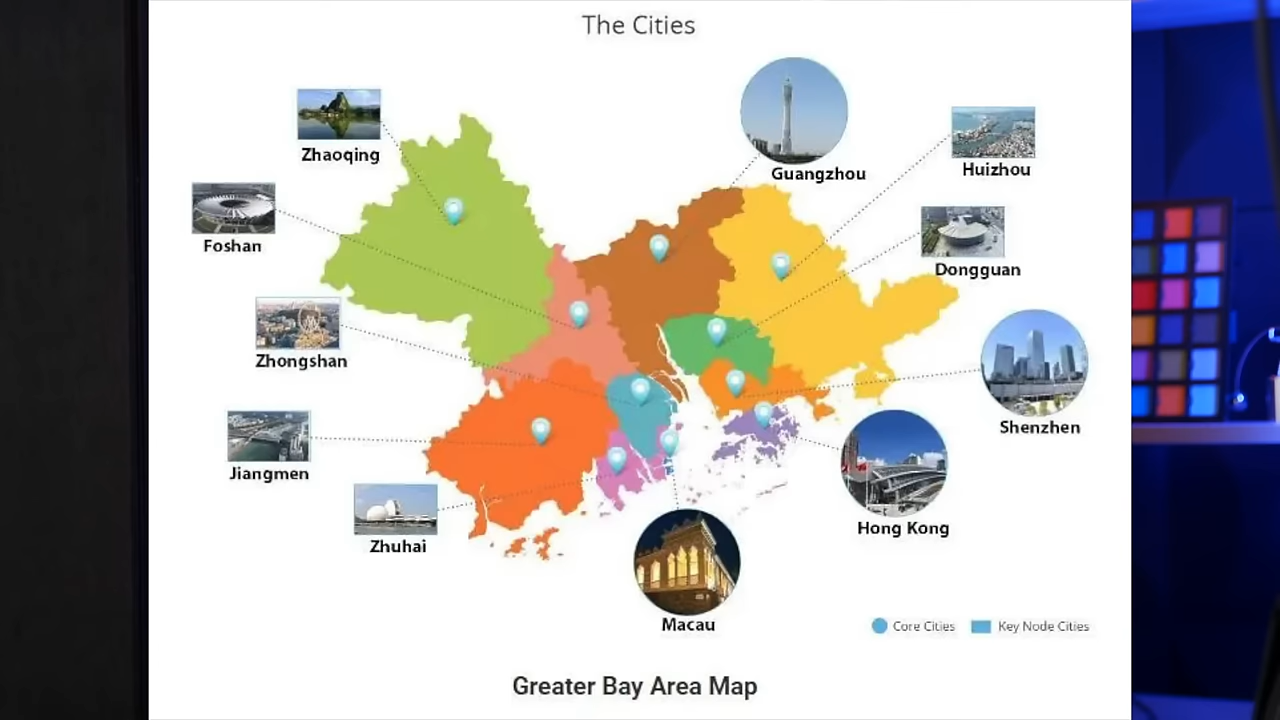 The Cities
Zhaoqing
Guangzhou
Huizhou
Foshan
Dongguan
Zhongshan
Shenzhen
Jiangmen
Hong Kong
Zhuhai
Macau
Core Cities
Key Node Cities
Greater Bay Area Map